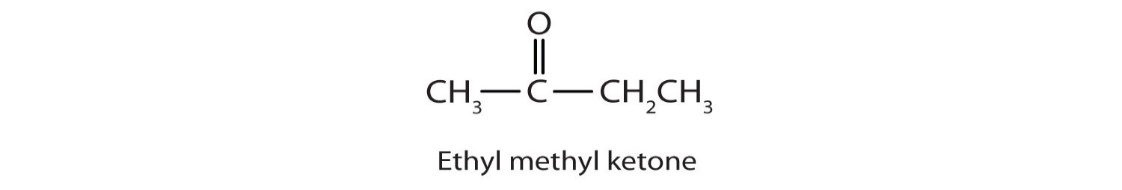 O
CH₃—C—CH₂CH₃
Ethyl methyl ketone